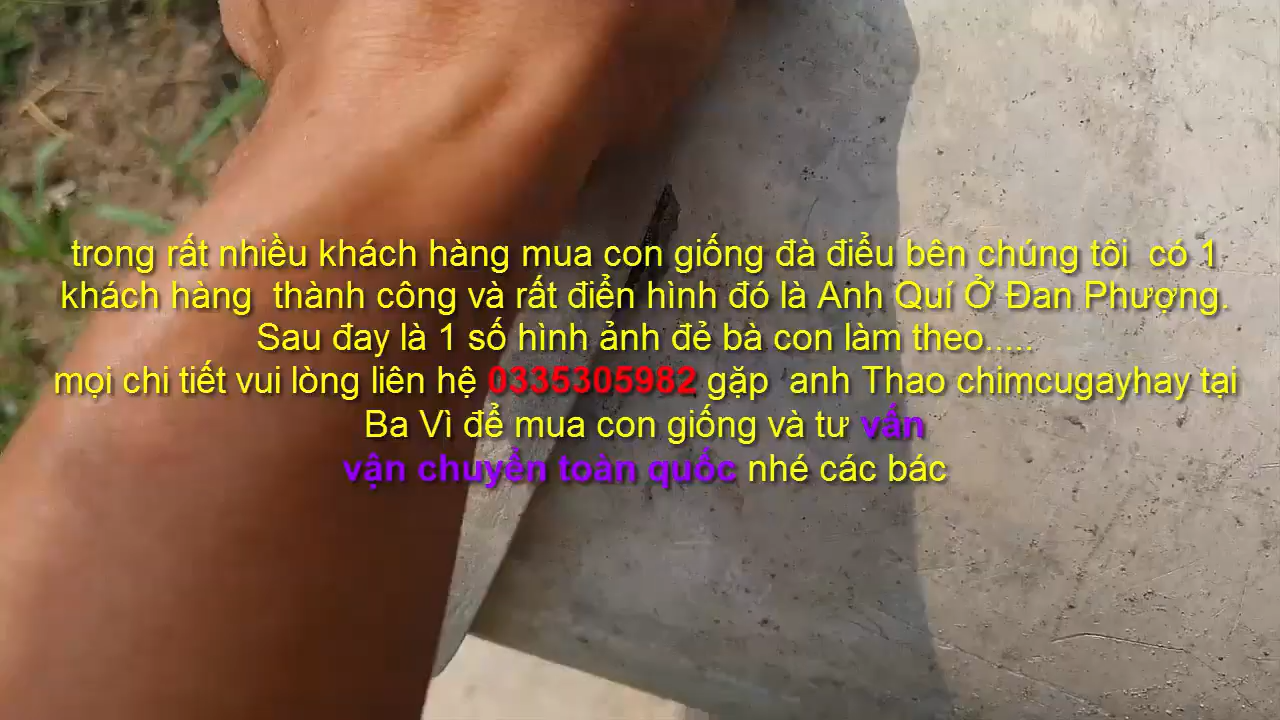 trong rất nhiều khách hàng mua con giống đà điểu bên chúng tôi có 1
khách hàng thành công và rất điển hình đó là Anh Quí Ở Đan Phượng.
Sau đay là 1 số hình ảnh đẻ bà con làm theo.....
mọi chi tiết vui lòng liên hệ 0335305982 gặp anh Thao chimcugayhay tại
Ba Vì để mua con giống và tư vấn
vận chuyển toàn quốc nhé các bác